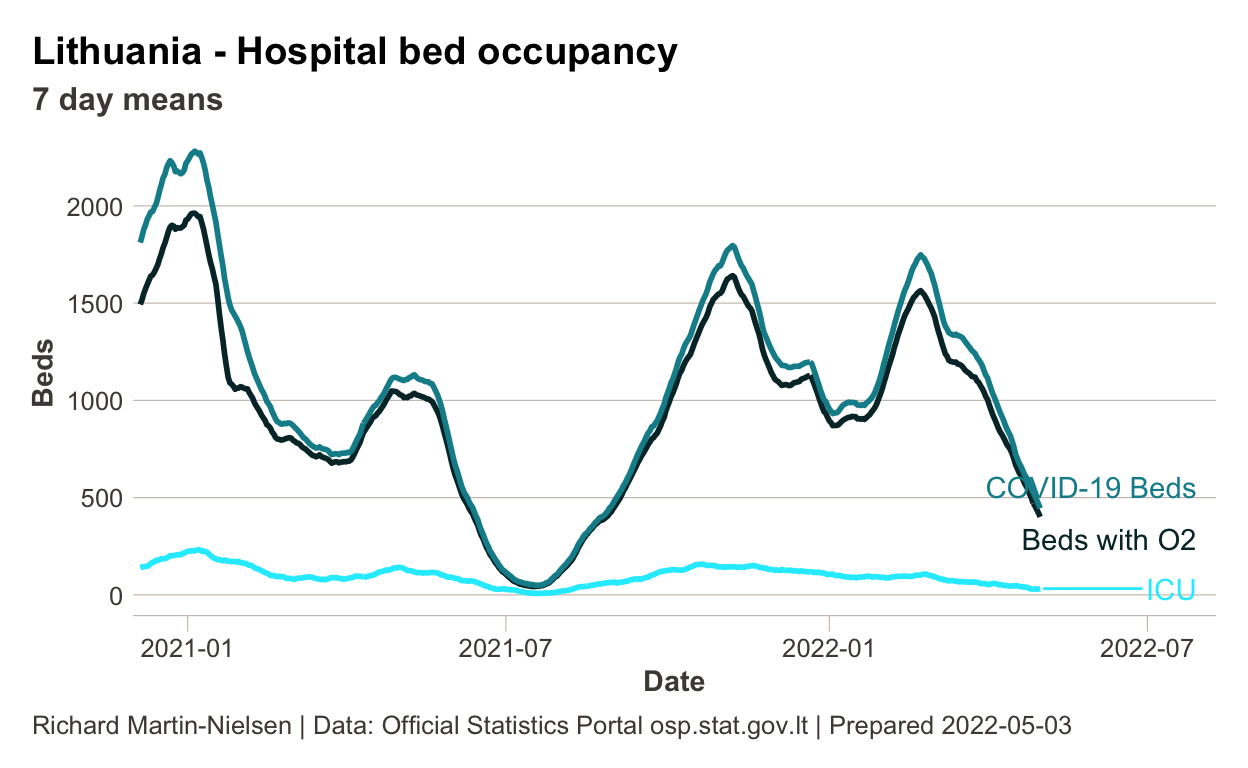 Lithuania - Hospital bed occupancy
7 day means
2000
1500
1000
500
0
Beds
COVID-19 Beds
Beds with O2
ICU
2021-01 2021-07 2022-01 2022-07
Date
Richard Martin-Nielsen | Data: Official Statistics Portal osp.stat.gov.lt | Prepared 2022-05-03